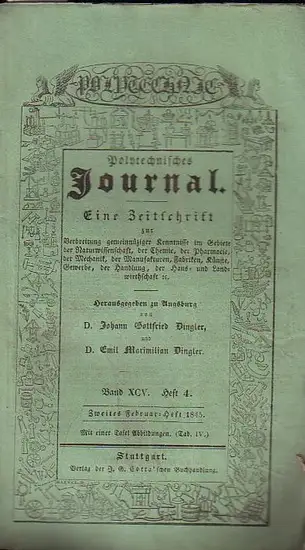 POLYTECHNIC
Polytechnisches
Journal.
Eine Zeitschrift
zur
Verbreitung gemeinnüziger Kenntnisse im Gebiete
der Naturwissenschaft, der Chemie, der Pharmacie,
der Mechanik, der Manufakturen, Fabriken, Künste,
Gewerbe, der Handlung, der Haus- und Land-
wirthschaft ꝛc.
Herausgegeben zu Augsburg
von
D. Johann Gottfried Dingler,
und
D. Emil Maximilian Dingler.
Band XCV. Heft 4.
Zweites Februar-Heft 1845.
Mit einer Tafel Abbildungen. (Tab. IV.)
Stuttgart.
Verlag der J. G. Cotta'schen Buchhandlung.